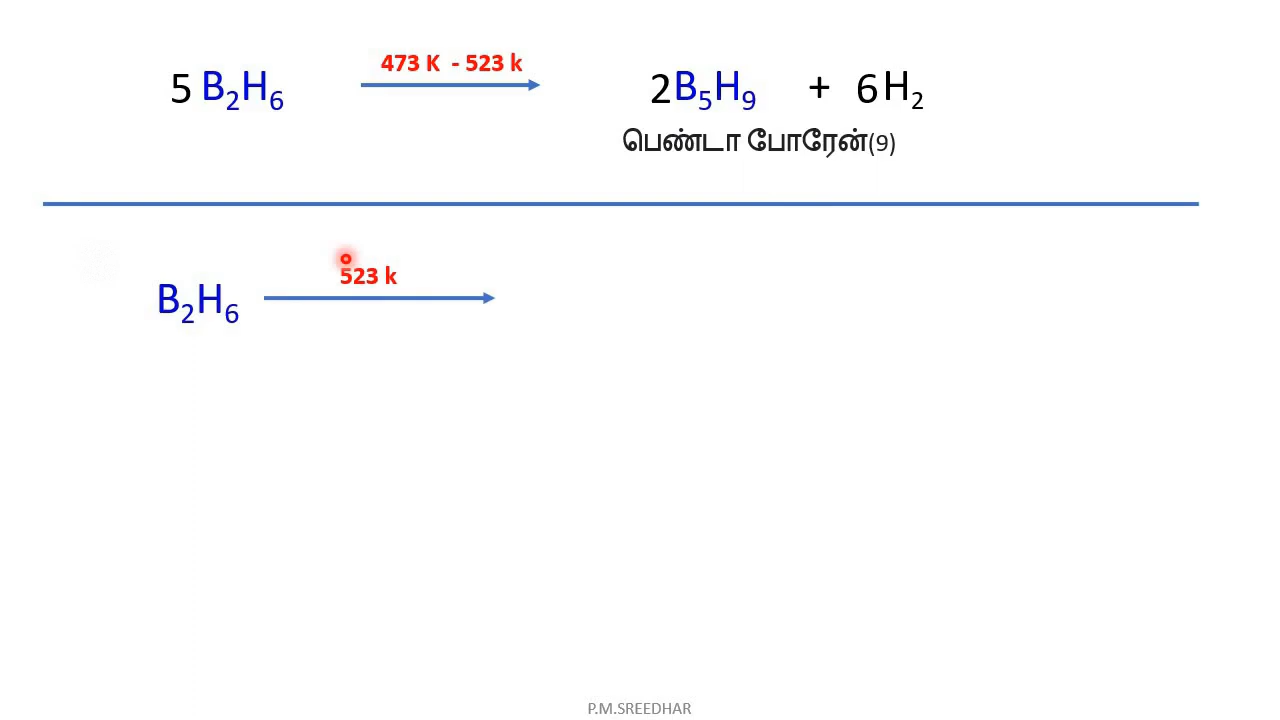 473 K - 523 k
5 B₂H₆ 2B₅H₉ + 6H₂
பெண்டா போரேன்(9)
523 k
B₂H₆
P.M.SREEDHAR